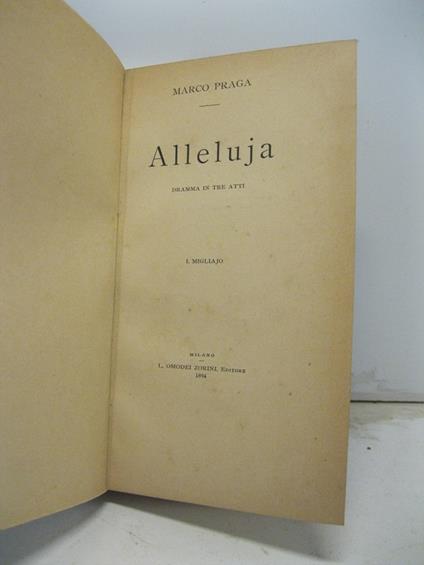 MARCO PRAGA
Alleluja
DRAMMA IN TRE ATTI
I. MIGLIAJO
MILANO
L. OMODEI ZORINI, EDITORE
1894